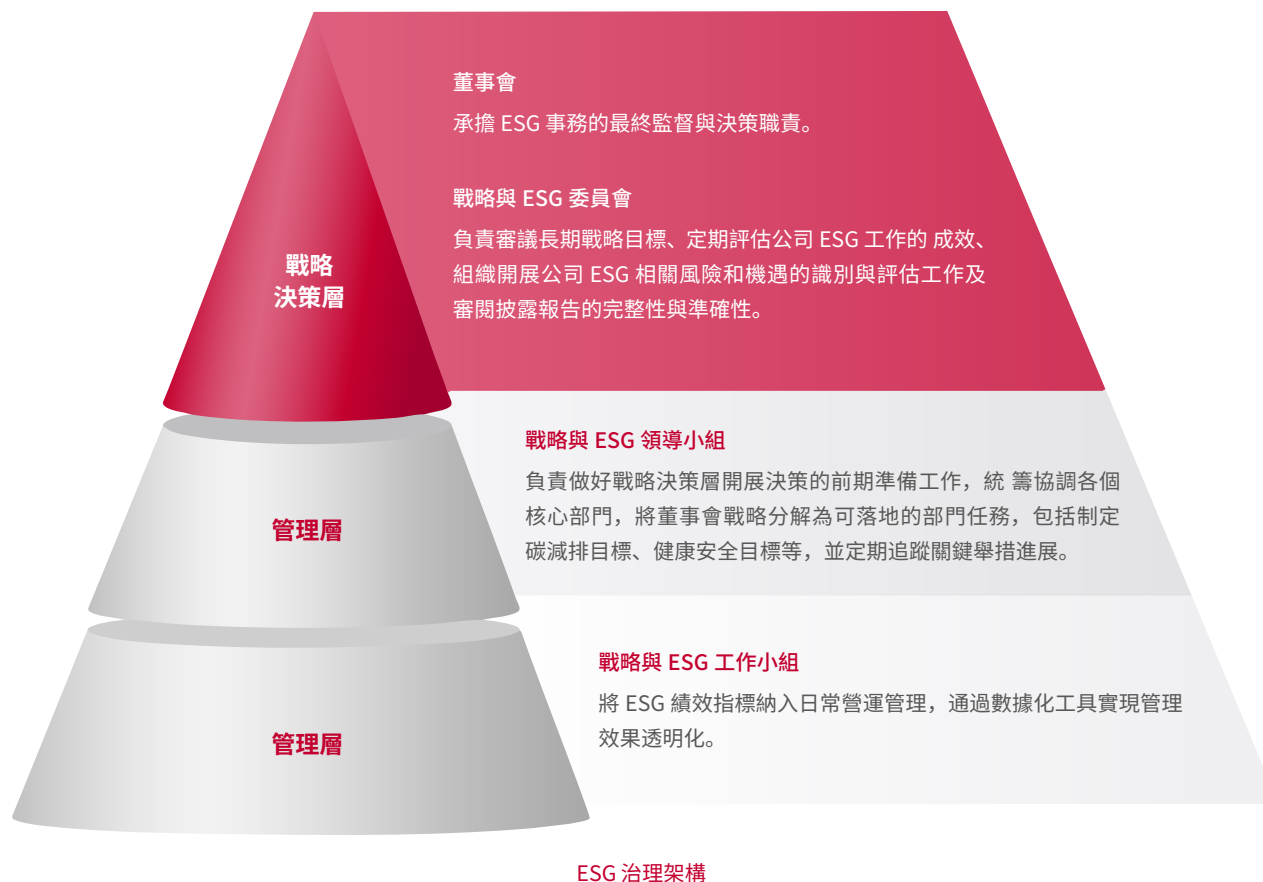 董事會
承擔 ESG 事務的最終監督與決策職責。
戰略與 ESG 委員會
負責審議長期戰略目標、定期評估公司 ESG 工作的 成效、
組織開展公司 ESG 相關風險和機遇的識別與評估工作及
審閱披露報告的完整性與準確性。
戰略
決策層
戰略與 ESG 領導小組
負責做好戰略決策層開展決策的前期準備工作，統 籌協調各個
核心部門，將董事會戰略分解為可落地的部門任務，包括制定
碳減排目標、健康安全目標等，並定期追蹤關鍵舉措進展。
管理層
戰略與 ESG 工作小組
將 ESG 績效指標納入日常營運管理，通過數據化工具實現管理
效果透明化。
管理層
ESG 治理架構